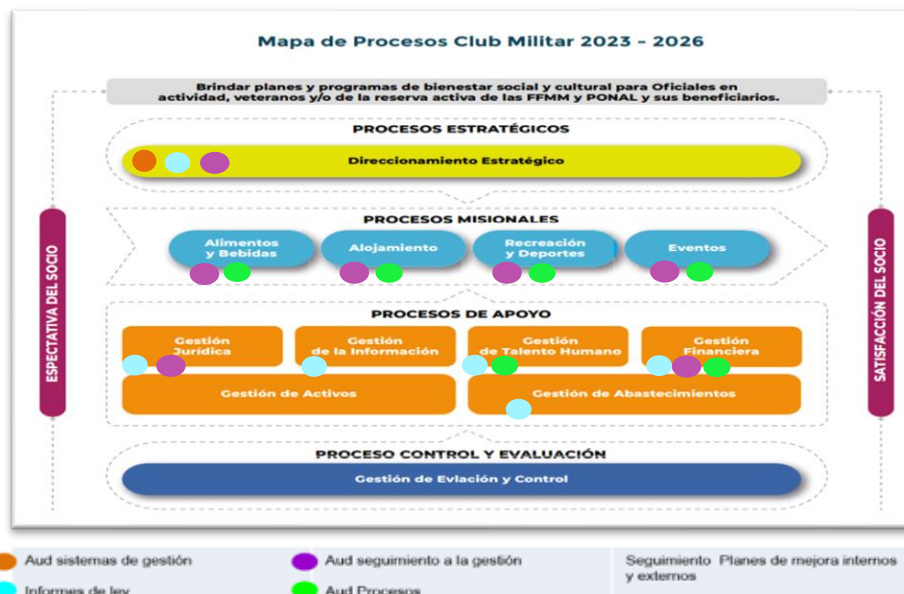 Mapa de Procesos Club Militar 2023 - 2026
Brindar planes y programas de bienestar social y cultural para Oficiales en
actividad, veteranos y/o de la reserva activa de las FFMM y PONAL y sus beneficiarios.
PROCESOS ESTRATÉGICOS
Direccionamiento Estratégico
ESPECTATIVA DEL SOCIO
PROCESOS MISIONALES
Alimentos
y Bebidas
Alojamiento
Recreación
y Deportes
Eventos
SATISFACCIÓN DEL SOCIO
PROCESOS DE APOYO
Gestión
Jurídica
Gestión
de la Información
Gestión
de Talento Humano
Gestión
Financiera
Gestión de Activos
Gestión de Abastecimientos
PROCESO CONTROL Y EVALUACIÓN
Gestión de Evlación y Control
Aud sistemas de gestión
Aud seguimiento a la gestión
Seguimiento Planes de mejora internos
y externos
Informes de ley
Aud Procesos